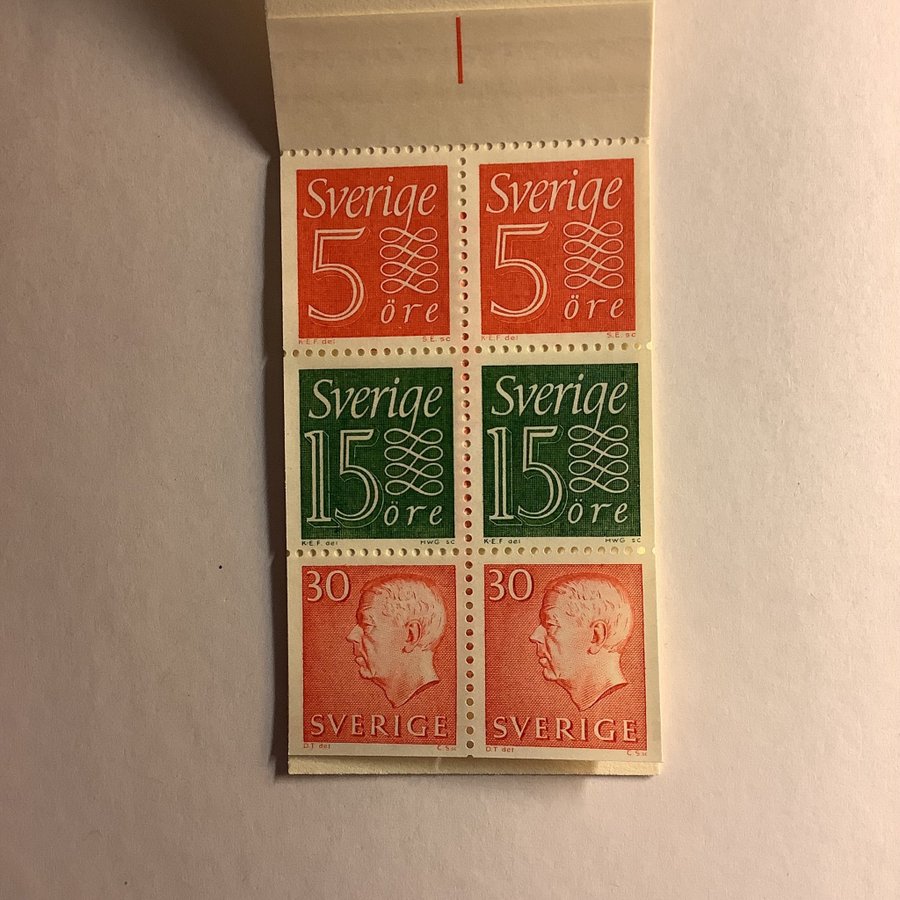 Sverige
5
öre
K·E.F del S.E. sc
Sverige
5
öre
K·E.F del S.E. sc
Sverige
15
öre
K·E.F del HWG sc
Sverige
15
öre
K·E.F del HWG sc
30
SVERIGE
D.T del C.S sc
30
SVERIGE
D.T del C.S sc